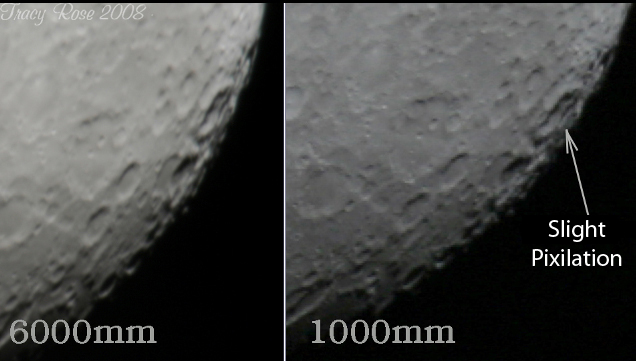 Tracy Rose 2008
6000mm
1000mm
Slight
Pixilation